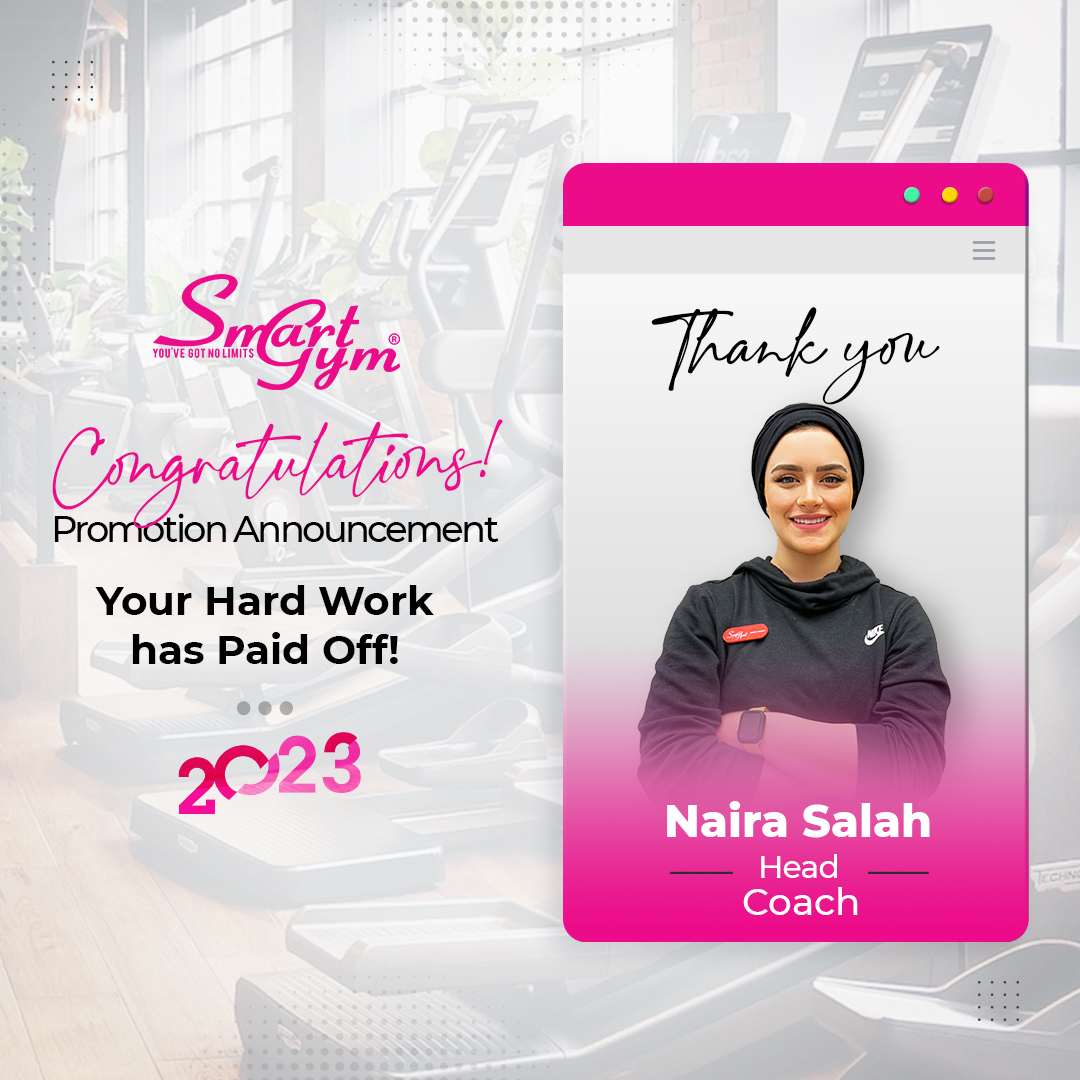 Smart
YOU'VE GOT NO LIMITS
Gym®
Congratulations!
Promotion Announcement
Your Hard Work
has Paid Off!
2023
Thank you
NIKE
Naira Salah
Head
Coach